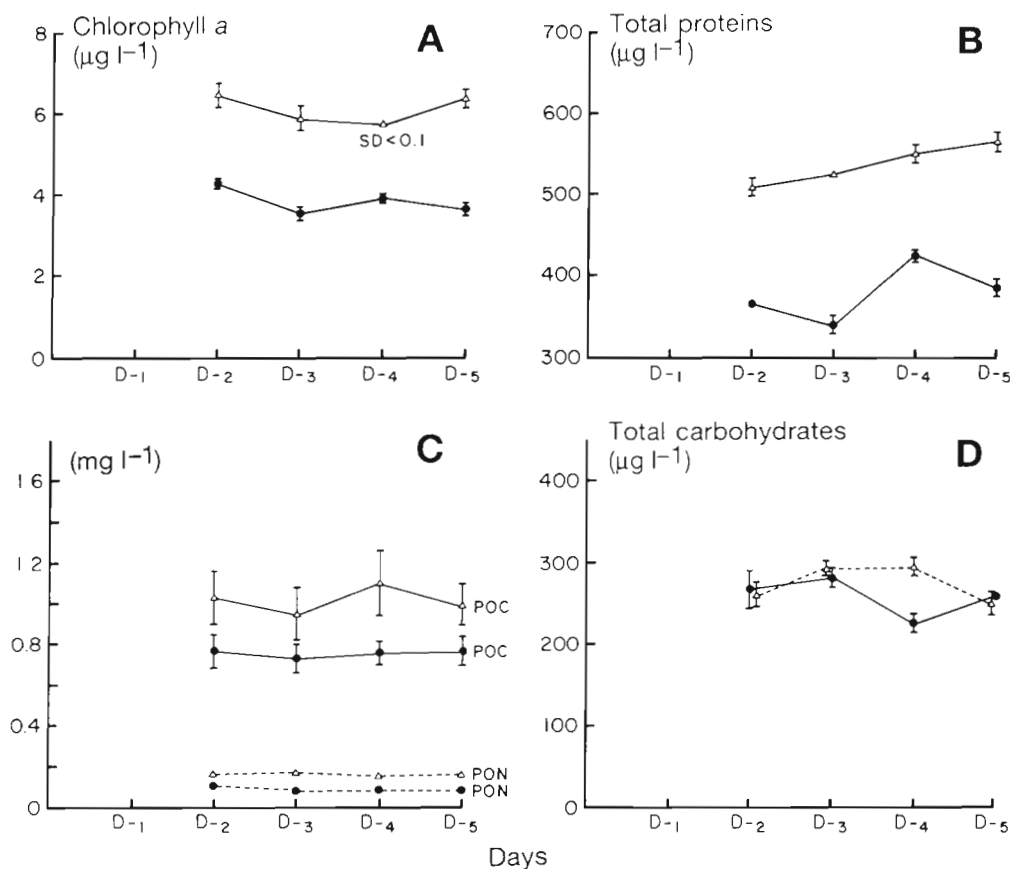 Chlorophyll a
(µg l−1)
A
8
6
4
2
0
SD<0.1
D-1 D-2 D-3 D-4 D-5
Total proteins
(µg l−1)
B
700
600
500
400
300
D-1 D-2 D-3 D-4 D-5
(mg l−1)
C
1 6
1.2
0.8
0.4
0
POC
POC
PON
PON
D-1 D-2 D-3 D-4 D-5
Total carbohydrates
(µg l−1)
D
400
300
200
100
0
D-1 D-2 D-3 D-4 D-5
Days